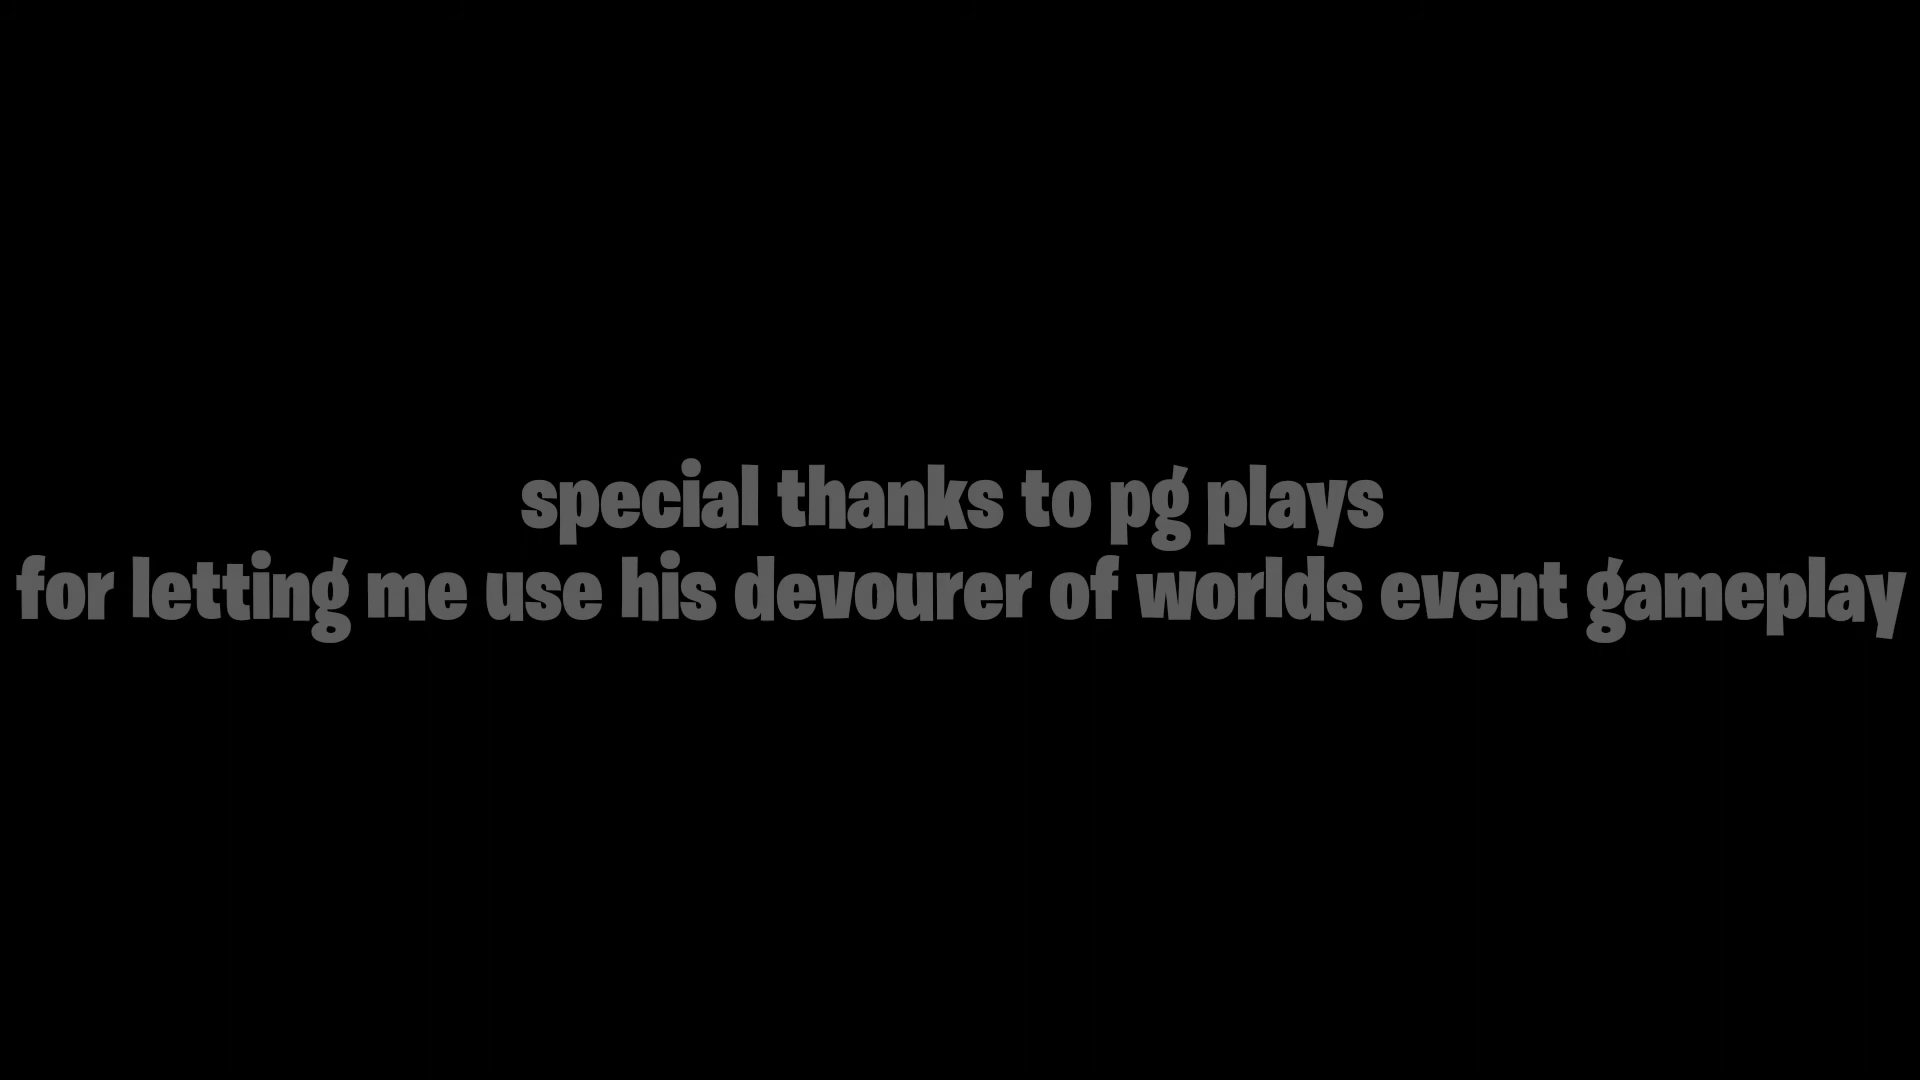 special thanks to pg plays
for letting me use his devourer of worlds event gameplay